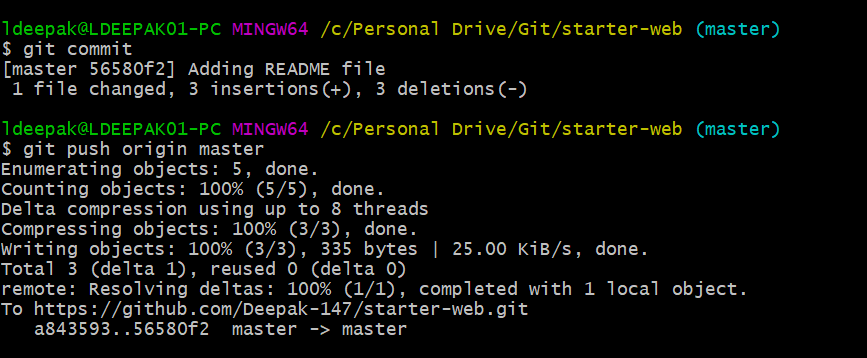 ldeepak@LDEEPAK01-PC MINGW64 /c/Personal Drive/Git/starter-web (master)
$ git commit
[master 56580f2] Adding README file
 1 file changed, 3 insertions(+), 3 deletions(-)

ldeepak@LDEEPAK01-PC MINGW64 /c/Personal Drive/Git/starter-web (master)
$ git push origin master
Enumerating objects: 5, done.
Counting objects: 100% (5/5), done.
Delta compression using up to 8 threads
Compressing objects: 100% (3/3), done.
Writing objects: 100% (3/3), 335 bytes | 25.00 KiB/s, done.
Total 3 (delta 1), reused 0 (delta 0)
remote: Resolving deltas: 100% (1/1), completed with 1 local object.
To https://github.com/Deepak-147/starter-web.git
   a843593..56580f2  master -> master